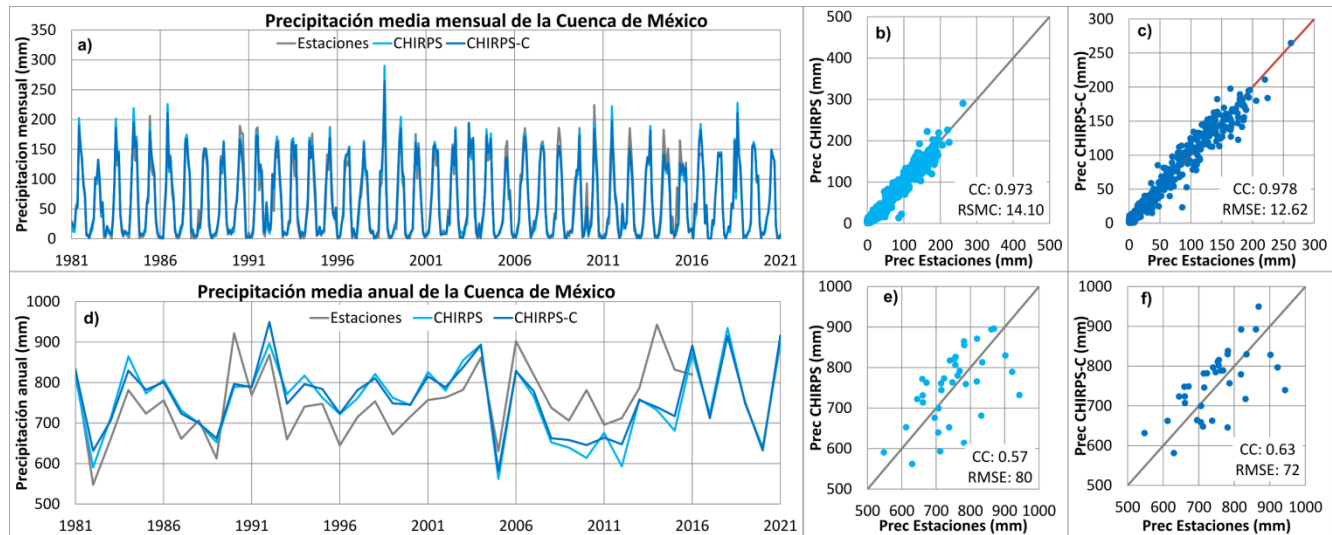 Precipitación media mensual de la Cuenca de México
a)
Estaciones CHIRPS CHIRPS-C
Precipitacion mensual (mm)
350
300
250
200
150
100
50
0
1981 1986 1991 1996 2001 2006 2011 2016 2021
b)
Prec CHIRPS (mm)
500
400
300
200
100
0
CC: 0.973
RSMC: 14.10
0 100 200 300 400 500
Prec Estaciones (mm)
c)
Prec CHIRPS-C (mm)
300
250
200
150
100
50
0
CC: 0.978
RMSE: 12.62
0 50 100 150 200 250 300
Prec Estaciones (mm)
Precipitación media anual de la Cuenca de México
d)
Estaciones CHIRPS CHIRPS-C
Precipitación anual (mm)
1000
900
800
700
600
500
1981 1986 1991 1996 2001 2006 2011 2016 2021
e)
Prec CHIRPS (mm)
1000
900
800
700
600
500
CC: 0.57
RMSE: 80
500 600 700 800 900 1000
Prec Estaciones (mm)
f)
Prec CHIRPS-C (mm)
1000
900
800
700
600
500
CC: 0.63
RMSE: 72
500 600 700 800 900 1000
Prec Estaciones (mm)